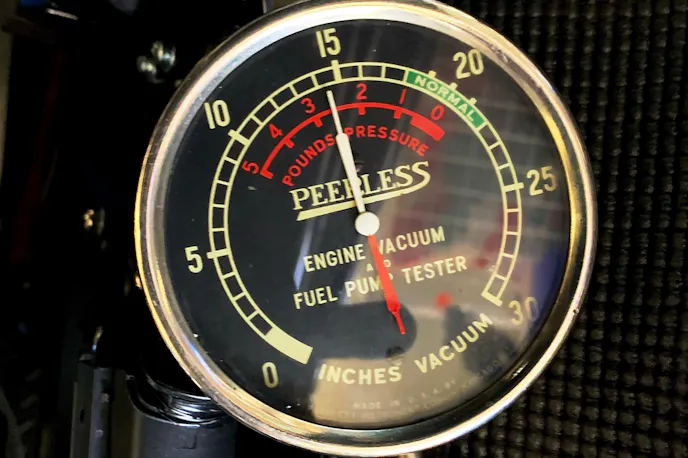 15
20
10
25
5
30
0
NORMAL
5 4 3 2 1 0
POUNDS PRESSURE
PEERLESS
ENGINE VACUUM
AND
FUEL PUMP TESTER
INCHES VACUUM
MADE IN U.S.A. BY